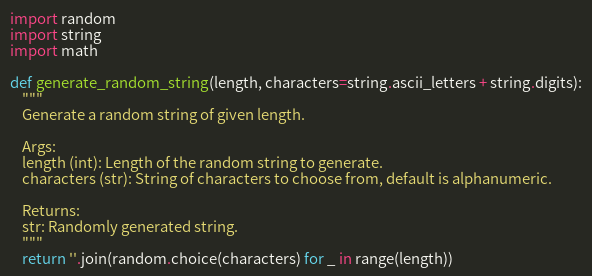 import random
import string
import math

def generate_random_string(length, characters=string.ascii_letters + string.digits):
    """
    Generate a random string of given length.

    Args:
    length (int): Length of the random string to generate.
    characters (str): String of characters to choose from, default is alphanumeric.

    Returns:
    str: Randomly generated string.
    """
    return ''.join(random.choice(characters) for _ in range(length))